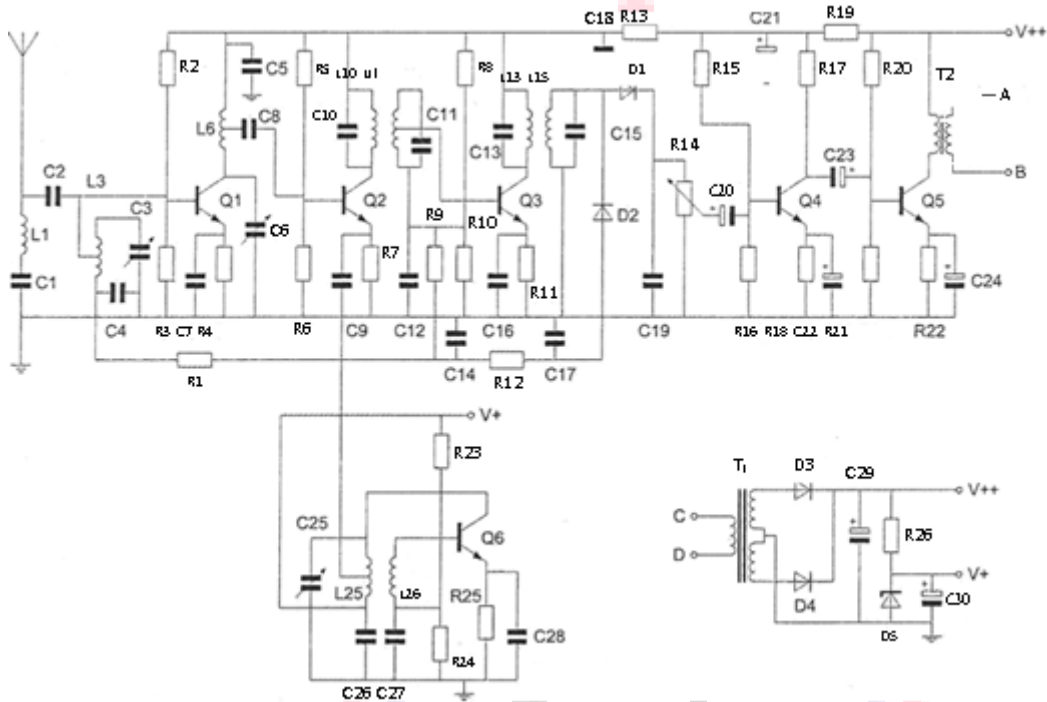 C18 R13 C21 R19
V++
R2 C5 R5 L10 U1 R8 L13 L15 D1 R15 R17 R20 T2
A
C8 C10 C11 C15
L6 C13 R14 C23
C2 L3 Q1 Q2 Q3 D2 C20 Q4 Q5 B
C3 C6 R9 R10
L1 R7
C1 R11 C24
C4 R3 C7 R4 R6 C9 C12 C16 C19 R16 R18 C22 R21 R22
R1 C14 R12 C17
V+
R23
T1 D3 C29
V++
C25 Q6 C
R26
D
V+
L25 L26 R25 D4 C30
C28 D5
R24
C26 C27